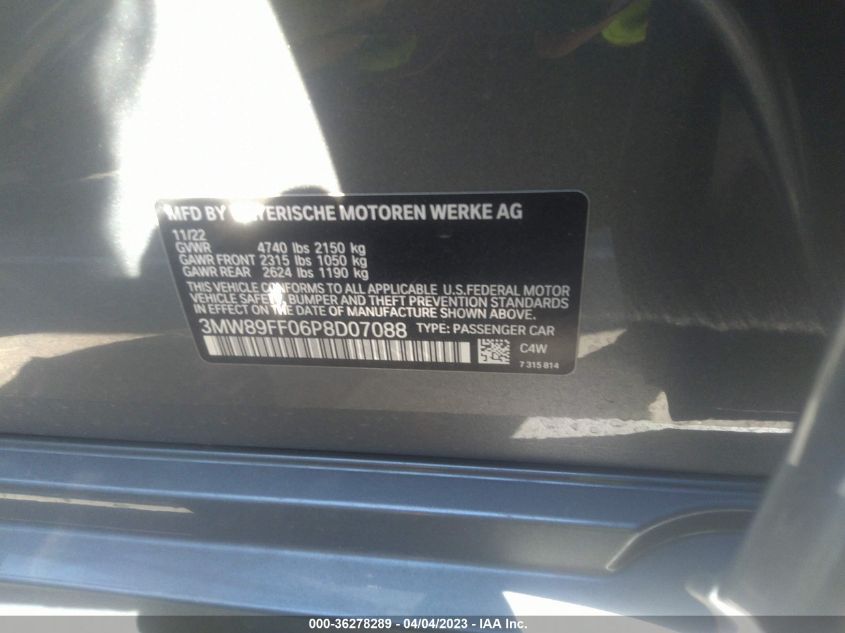 MFD BY BAYERISCHE MOTOREN WERKE AG
11/22
GVWR 4740 lbs 2150 kg
GAWR FRONT 2315 lbs 1050 kg
GAWR REAR 2624 lbs 1190 kg
THIS VEHICLE CONFORMS TO ALL APPLICABLE U.S.FEDERAL MOTOR
VEHICLE SAFETY, BUMPER AND THEFT PREVENTION STANDARDS
IN EFFECT ON THE DATE OF MANUFACTURE SHOWN ABOVE.
3MW89FF06P8D07088 TYPE: PASSENGER CAR
C4W
7 315 814
000-36278289 - 04/04/2023 - IAA Inc.